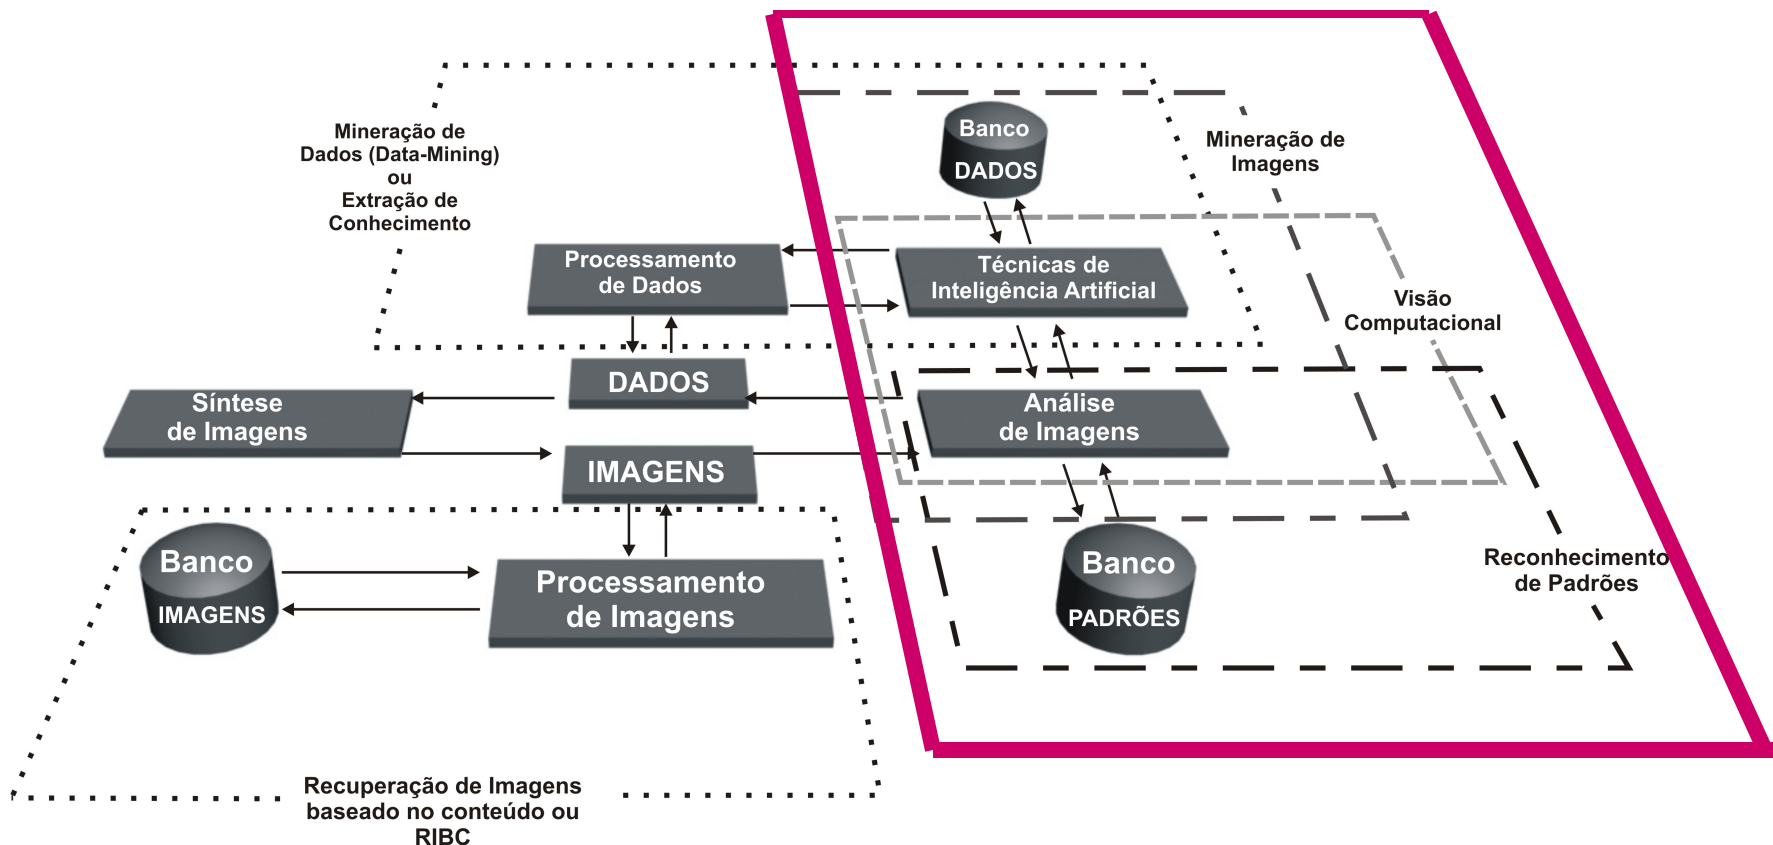 Mineração de
Dados (Data-Mining)
ou
Extração de
Conhecimento
Banco
DADOS
Mineração de
Imagens
Processamento
de Dados
Técnicas de
Inteligência Artificial
Visão
Computacional
DADOS
Síntese
de Imagens
Análise
de Imagens
IMAGENS
Banco
IMAGENS
Processamento
de Imagens
Banco
PADRÕES
Reconhecimento
de Padrões
Recuperação de Imagens
baseado no conteúdo ou
RIBC